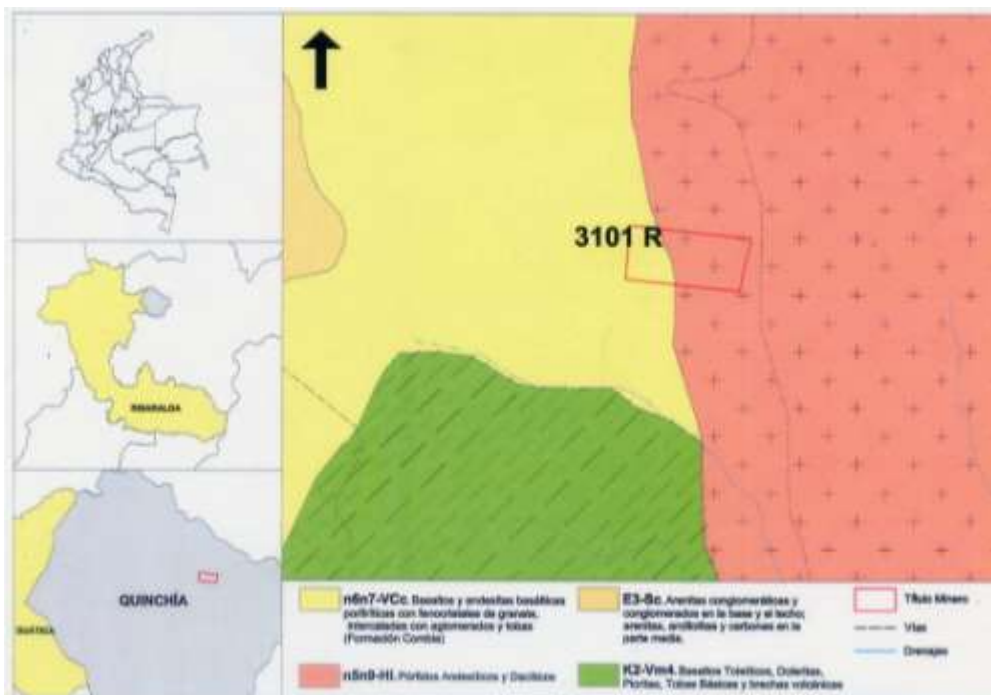 3101 R
RISARALDA
QUINCHÍA
GUÁTICA
n6n7-VCc. Basaltos y andesitas basálticas
porfiríticas con fenocristales de granate.
Intercaladas con aglomerados y tobas
(Formación Combia)
n5n9-HI. Pórfidos Andesíticos y Dacíticos
E3-Sc. Arenitas conglomeráticas y
conglomerados en la base y el techo;
arenitas, arcillolitas y carbones en la
parte media.
K2-Vm4. Basaltos Toleíticos, Doleritas,
Picritas, Tobas Básicas y brechas volcánicas
Título Minero
Vías
Drenajes